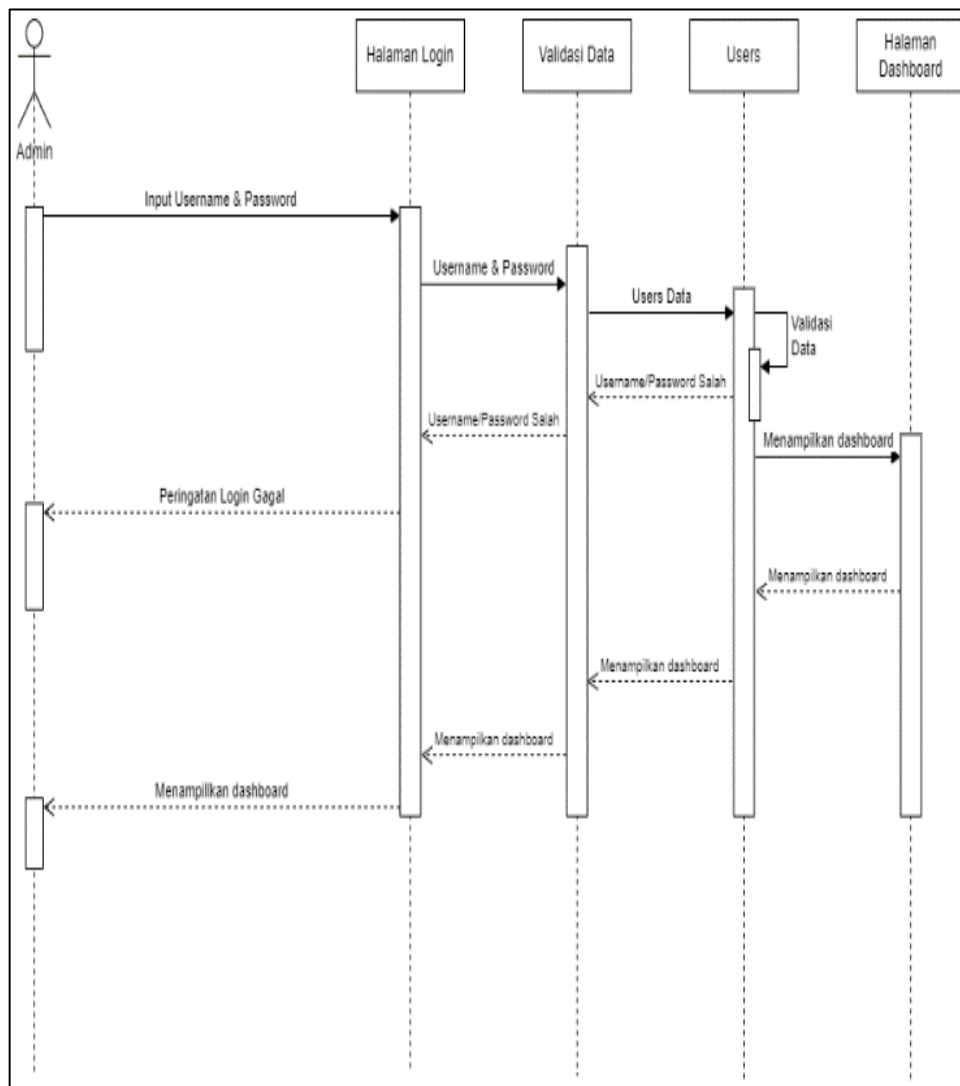 Halaman Login
Validasi Data
Users
Halaman
Dashboard
Admin
Input Username & Password
Username & Password
Users Data
Validasi
Data
Username/Password Salah
Username/Password Salah
Menampilkan dashboard
Peringatan Login Gagal
Menampilkan dashboard
Menampilkan dashboard
Menampilkan dashboard
Menampillkan dashboard